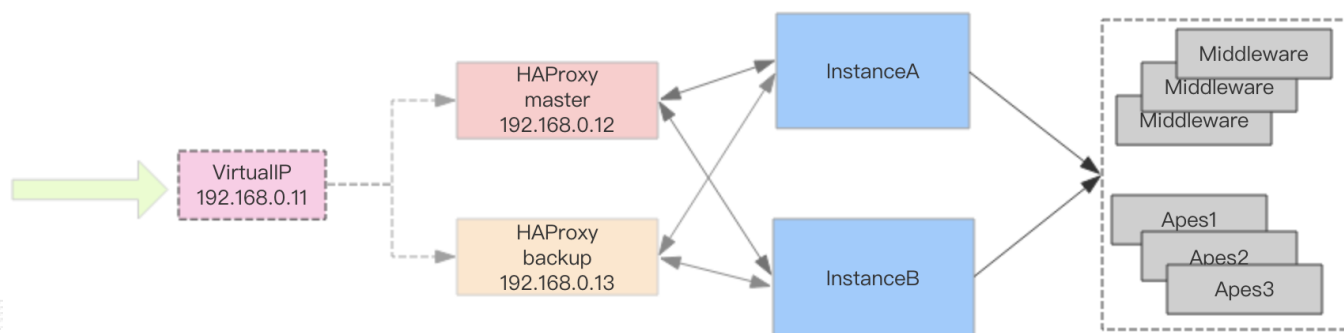 VirtualIP
192.168.0.11
HAProxy
master
192.168.0.12
HAProxy
backup
192.168.0.13
InstanceA
InstanceB
Middleware
Middleware
Middleware
Apes1
Apes2
Apes3